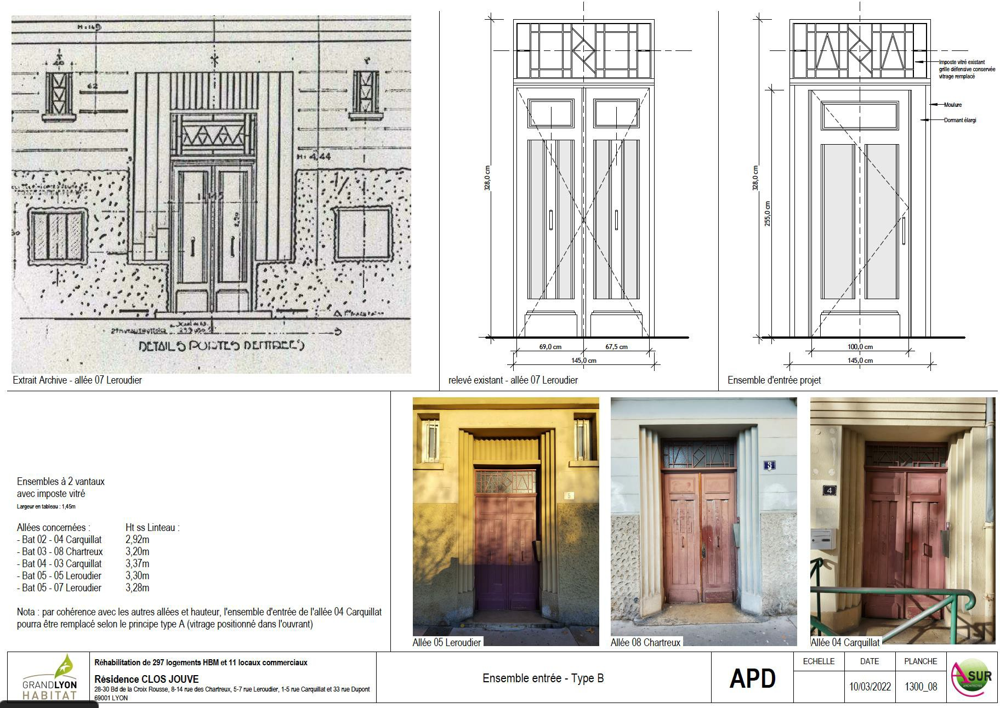 H: 149
40
62
H: 4,44
1.145
2,90
DETAILS PORTES D'ENTREES
Extrait Archive - allée 07 Leroudier
328,0 cm
69,0 cm
67,5 cm
145,0 cm
relevé existant - allée 07 Leroudier
328,0 cm
255,0 cm
100,0 cm
145,0 cm
Imposte vitré existant
grille défensive conservée
vitrage remplacé
Moulure
Dormant élargi
Ensemble d'entrée projet
Ensembles à 2 vantaux
avec imposte vitré
Largeur en tableau : 1,45m
Allées concernées : Ht ss Linteau :
- Bat 02 - 04 Carquillat 2,92m
- Bat 03 - 08 Chartreux 3,20m
- Bat 04 - 03 Carquillat 3,37m
- Bat 05 - 05 Leroudier 3,30m
- Bat 05 - 07 Leroudier 3,28m
Nota : par cohérence avec les autres allées et hauteur, l'ensemble d'entrée de l'allée 04 Carquillat
pourra être remplacé selon le principe type A (vitrage positionné dans l'ouvrant)
5
Allée 05 Leroudier
3
Allée 08 Chartreux
4
Allée 04 Carquillat
GRANDLYON
HABITAT
Réhabilitation de 297 logements HBM et 11 locaux commerciaux
Résidence CLOS JOUVE
28-30 Bd de la Croix Rousse, 8-14 rue des Chartreux, 5-7 rue Leroudier, 1-5 rue Carquillat et 33 rue Dupont
69001 LYON
Ensemble entrée - Type B
APD
ECHELLE
DATE
10/03/2022
PLANCHE
1300_08
ASUR
ARCHITECTES